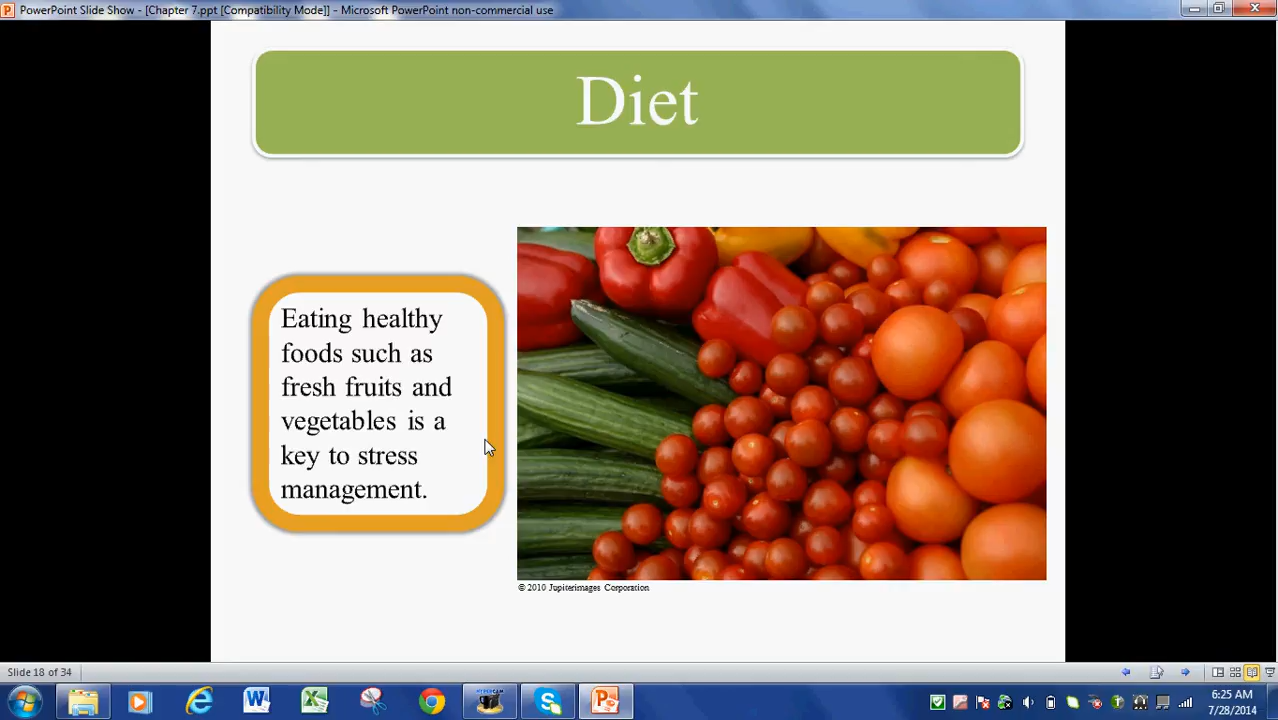 PowerPoint Slide Show - [Chapter 7.ppt [Compatibility Mode]] - Microsoft PowerPoint non-commercial use
Diet
Eating healthy
foods such as
fresh fruits and
vegetables is a
key to stress
management.
© 2010 Jupiterimages Corporation
Slide 18 of 34
6:25 AM
7/28/2014